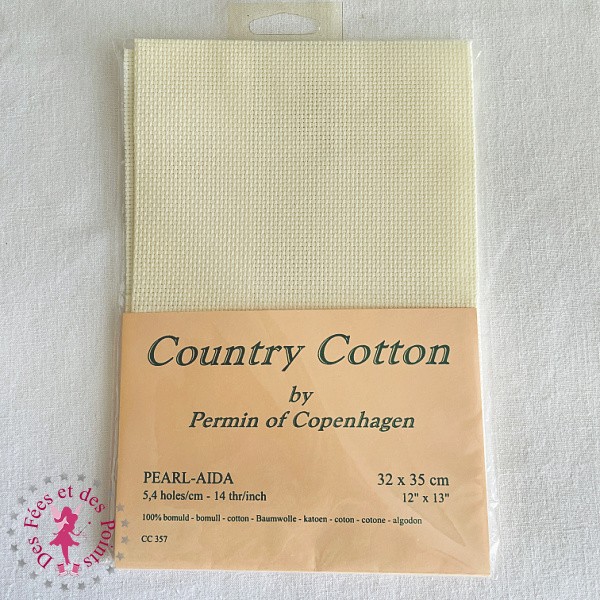 Country Cotton
by
Permin of Copenhagen
PEARL-AIDA 32 x 35 cm
5,4 holes/cm - 14 thr/inch 12" x 13"
100% bomuld - bomull - cotton - Baumwolle - katoen - coton - cotone - algodon
CC 357
Des Fées et des Points